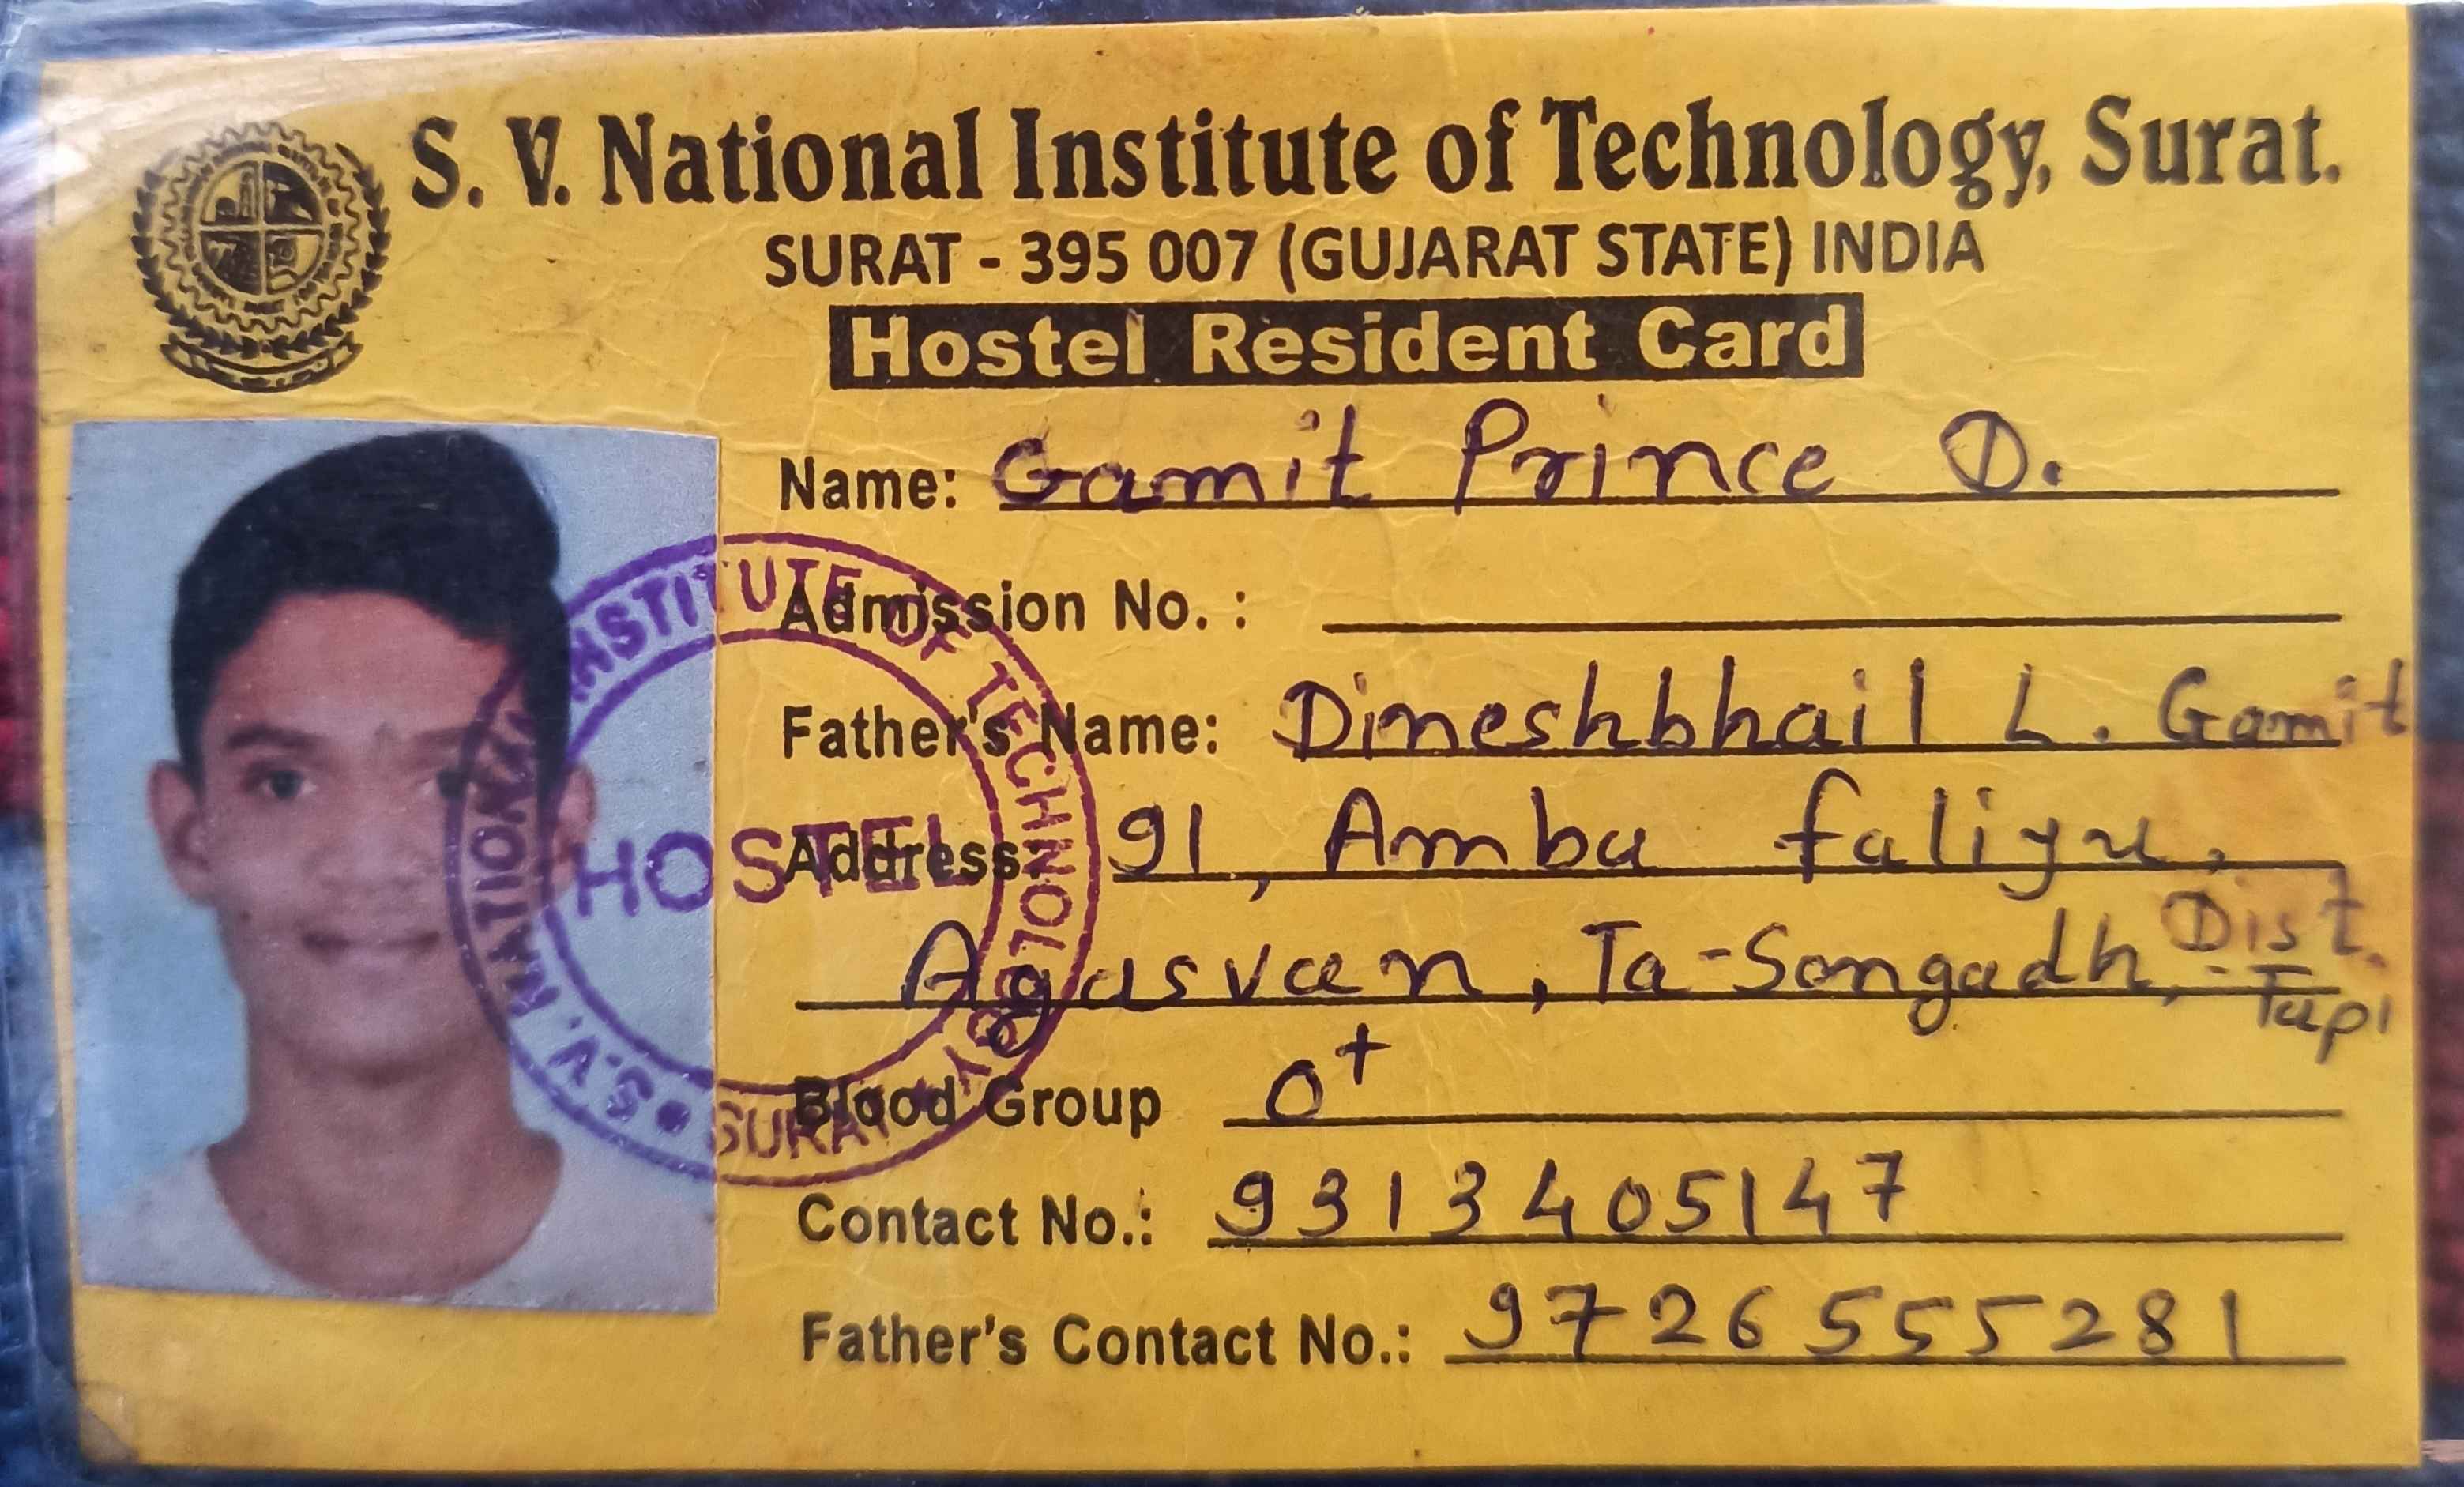 S. V. National Institute of Technology, Surat.
SURAT - 395 007 (GUJARAT STATE) INDIA
Hostel Resident Card
Name: Gamit Prince D.
Admission No. :
Father's Name: Dineshbhail L. Gamit
Address: 91, Amba faliya,
Agasvan, Ta-Songadh, Dist.
Tapi
Blood Group O+
Contact No.: 9313405147
Father's Contact No.: 9726555281
S.V. NATIONAL INSTITUTE OF TECHNOLOGY
HOSTEL
SURAT